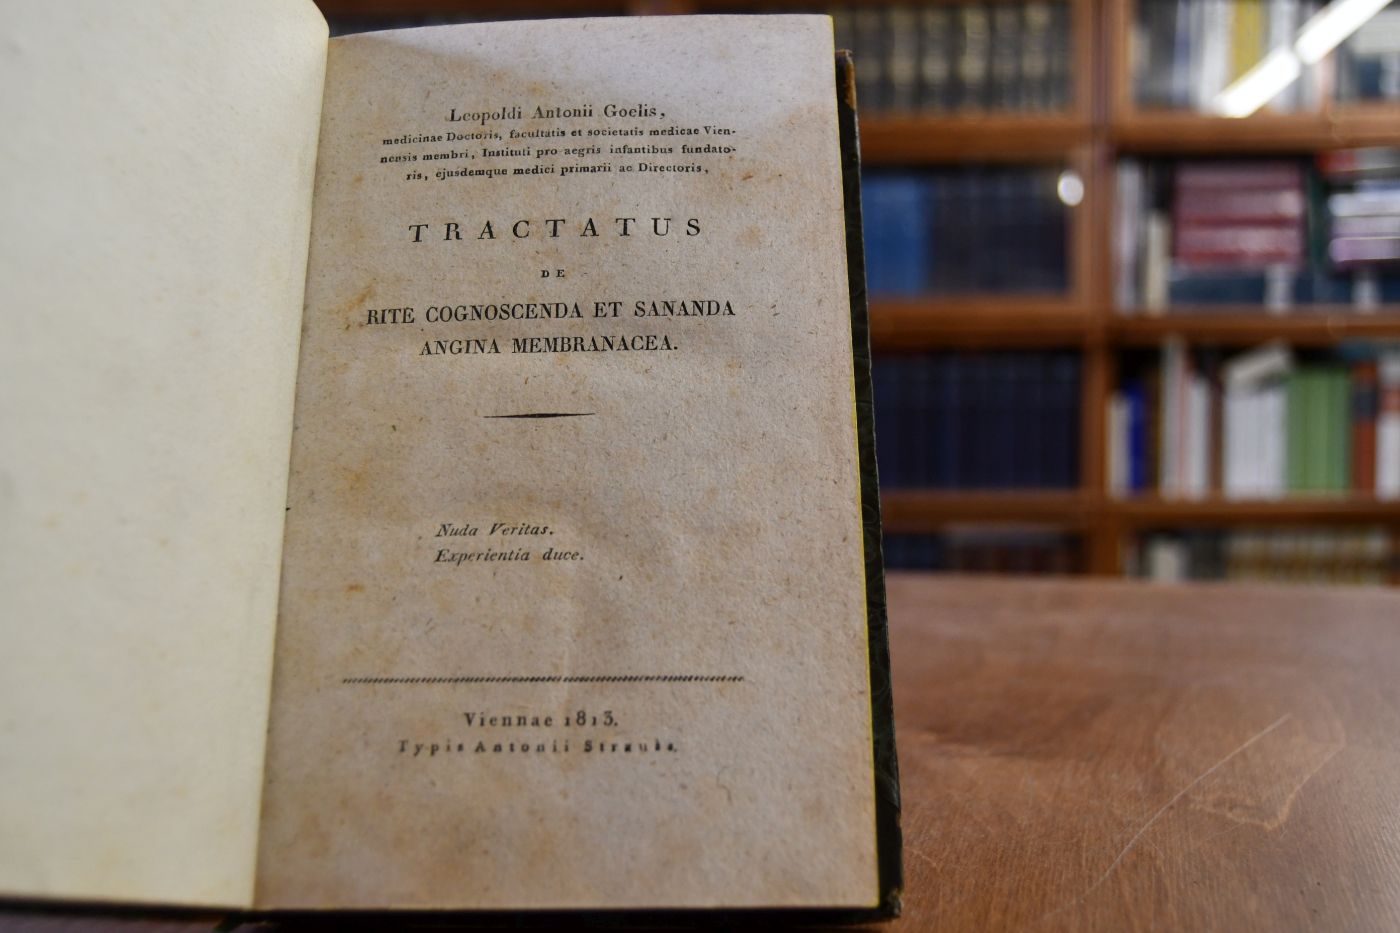 Leopoldi Antonii Goelis,
medicinae Doctoris, facultatis et societatis medicae Vien-
nensis membri, Instituti pro aegris infantibus fundato-
ris, ejusdemque medici primarii ac Directoris,
TRACTATUS
DE
RITE COGNOSCENDA ET SANANDA
ANGINA MEMBRANACEA.
Nuda Veritas.
Experientia duce.
Viennae 1813.
Typis Antonii Strauss.